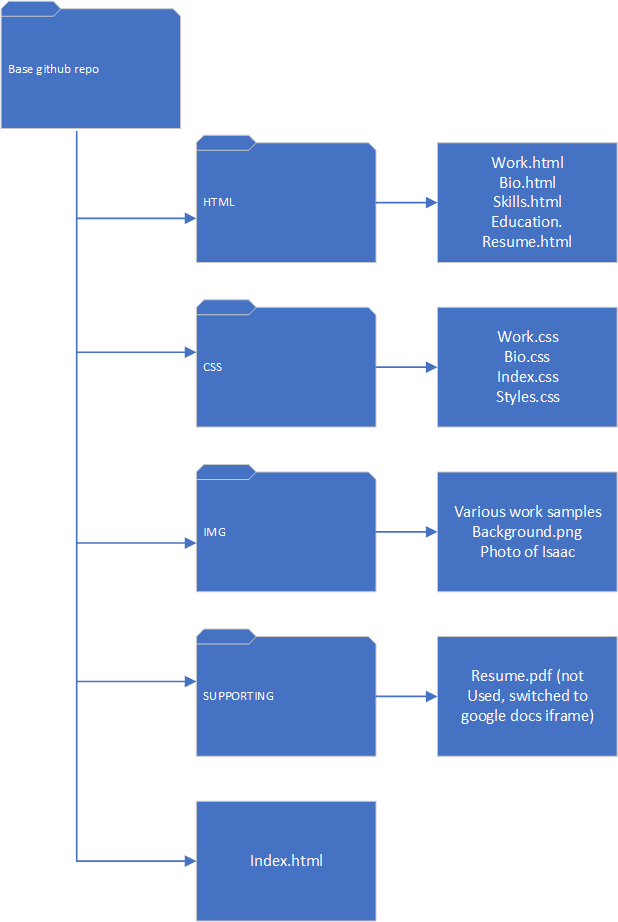 Base github repo
HTML
Work.html
Bio.html
Skills.html
Education.
Resume.html
CSS
Work.css
Bio.css
Index.css
Styles.css
IMG
Various work samples
Background.png
Photo of Isaac
SUPPORTING
Resume.pdf (not
Used, switched to
google docs iframe)
Index.html